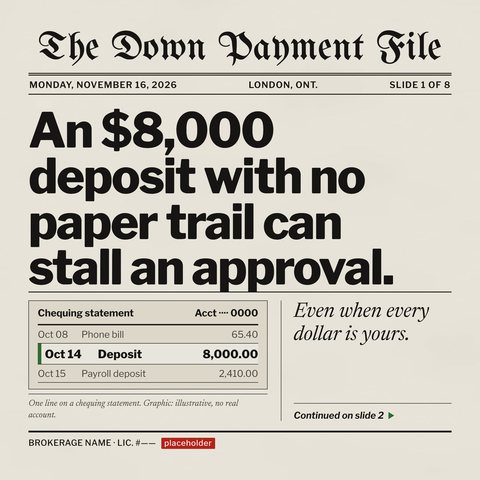 The Down Payment File
MONDAY, NOVEMBER 16, 2026 LONDON, ONT. SLIDE 1 OF 8
An $8,000
deposit with no
paper trail can
stall an approval.
Chequing statement Acct ···· 0000
Oct 08 Phone bill 65.40
Oct 14 Deposit 8,000.00
Oct 15 Payroll deposit 2,410.00
One line on a chequing statement. Graphic: illustrative, no real
account.
Even when every
dollar is yours.
Continued on slide 2 ▶
BROKERAGE NAME · LIC. #—— placeholder